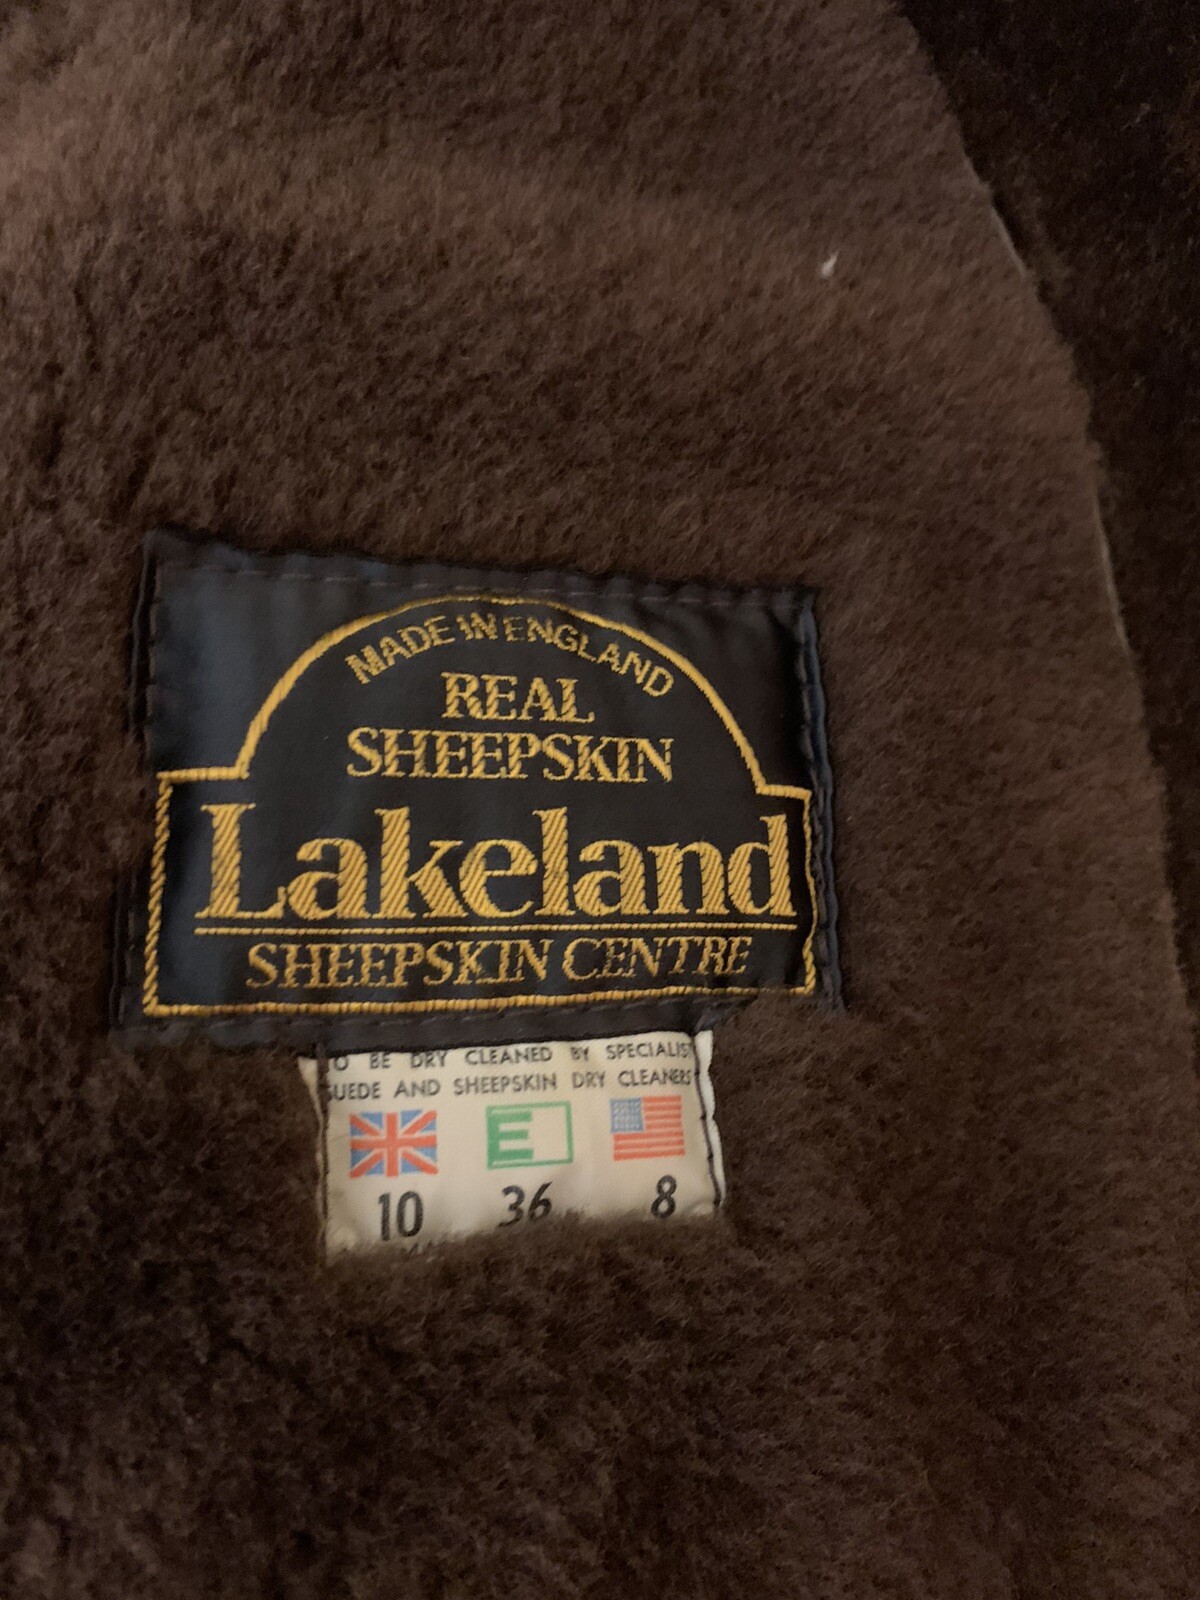 MADE IN ENGLAND
REAL
SHEEPSKIN
Lakeland
SHEEPSKIN CENTRE
BE DRY CLEANED BY SPECIALIST
SUEDE AND SHEEPSKIN DRY CLEANERS
E
10 36 8